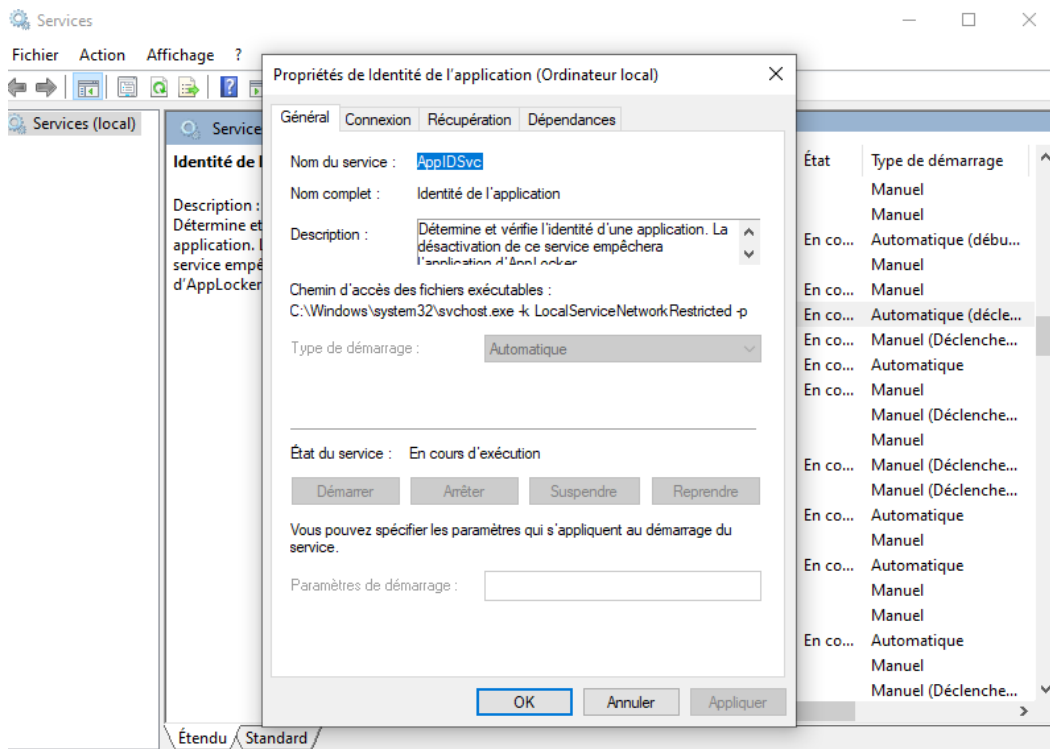 Services
Fichier Action Affichage ?
Services (local)
Service
Identité de l
Description :
Détermine et
application. L
service empê
d'AppLocker
Propriétés de Identité de l'application (Ordinateur local)
Général Connexion Récupération Dépendances
Nom du service : AppIDSvc
Nom complet : Identité de l'application
Description : Détermine et vérifie l'identité d'une application. La
désactivation de ce service empêchera
l'application d'AppLocker
Chemin d'accès des fichiers exécutables :
C:\Windows\system32\svchost.exe -k LocalServiceNetworkRestricted -p
Type de démarrage : Automatique
État du service : En cours d'exécution
Démarrer Arrêter Suspendre Reprendre
Vous pouvez spécifier les paramètres qui s'appliquent au démarrage du
service.
Paramètres de démarrage :
OK Annuler Appliquer
État Type de démarrage
Manuel
Manuel
En co... Automatique (débu...
Manuel
En co... Manuel
En co... Automatique (décle...
En co... Manuel (Déclenche...
En co... Automatique
En co... Manuel
Manuel (Déclenche...
Manuel
En co... Manuel (Déclenche...
Manuel (Déclenche...
En co... Automatique
Manuel
En co... Automatique
Manuel
Manuel
En co... Automatique
Manuel
Manuel (Déclenche...
Étendu Standard